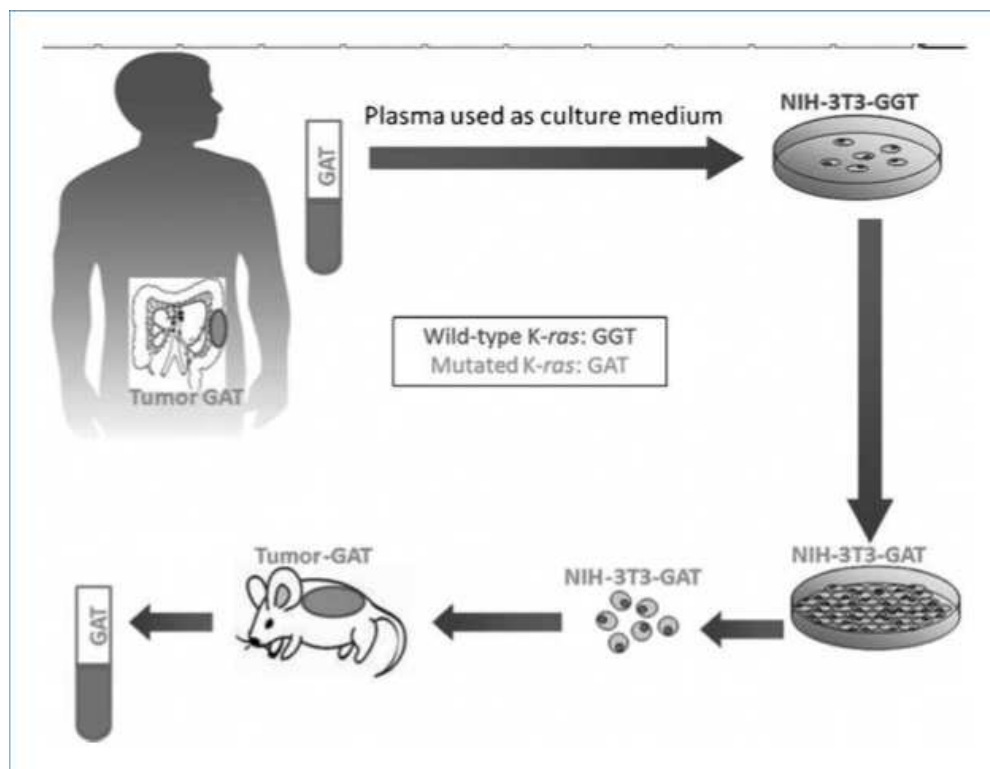 Plasma used as culture medium
NIH-3T3-GGT
GAT
Wild-type K-ras: GGT
Mutated K-ras: GAT
Tumor GAT
Tumor-GAT
NIH-3T3-GAT
NIH-3T3-GAT
GAT